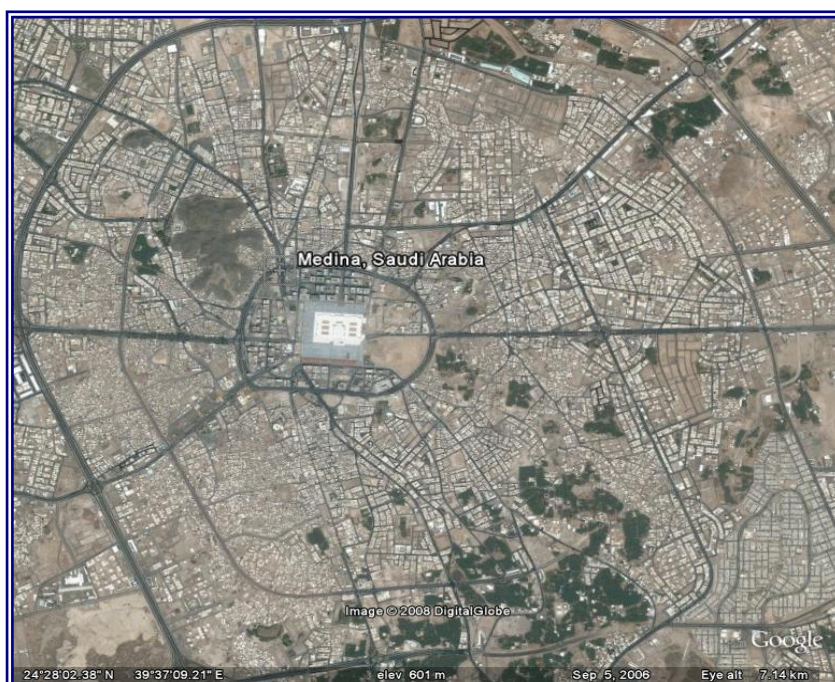 Medina, Saudi Arabia
Image © 2008 DigitalGlobe
Google
24°28'02.38" N 39°37'09.21" E elev 601 m Sep 5, 2006 Eye alt 7.14 km